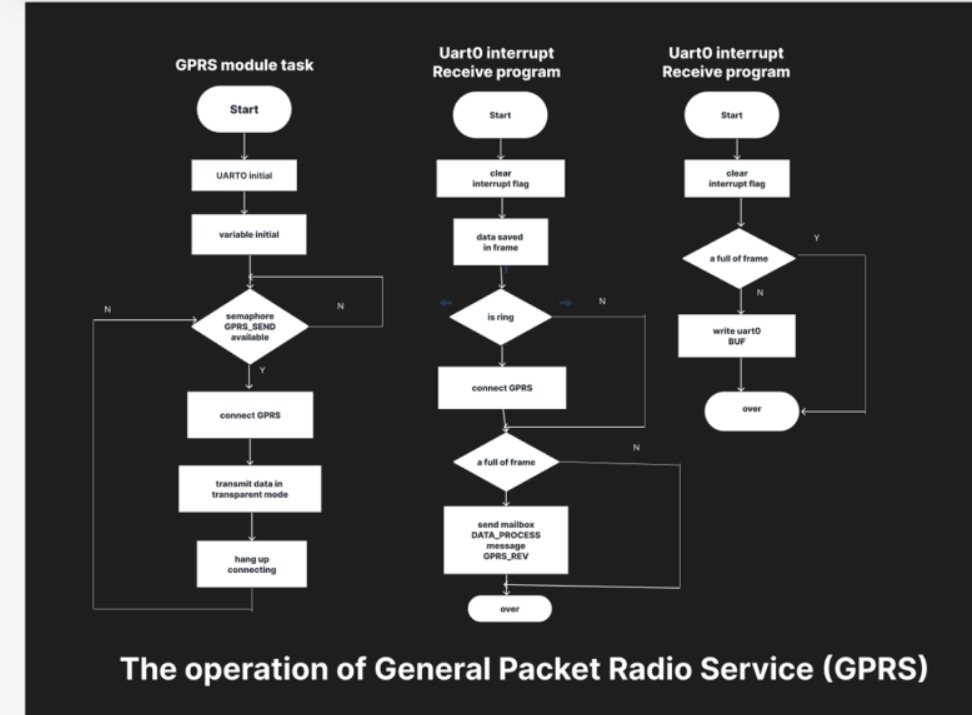 GPRS module task
Start
UARTO initial
variable initial
N
semaphore
GPRS_SEND
available
N
Y
connect GPRS
transmit data in
transparent mode
hang up
connecting
Uart0 interrupt
Receive program
Start
clear
interrupt flag
data saved
in frame
is ring
N
connect GPRS
a full of frame
N
send mailbox
DATA_PROCESS
message
GPRS_REV
over
Uart0 interrupt
Receive program
Start
clear
interrupt flag
a full of frame
Y
N
write uart0
BUF
over
The operation of General Packet Radio Service (GPRS)